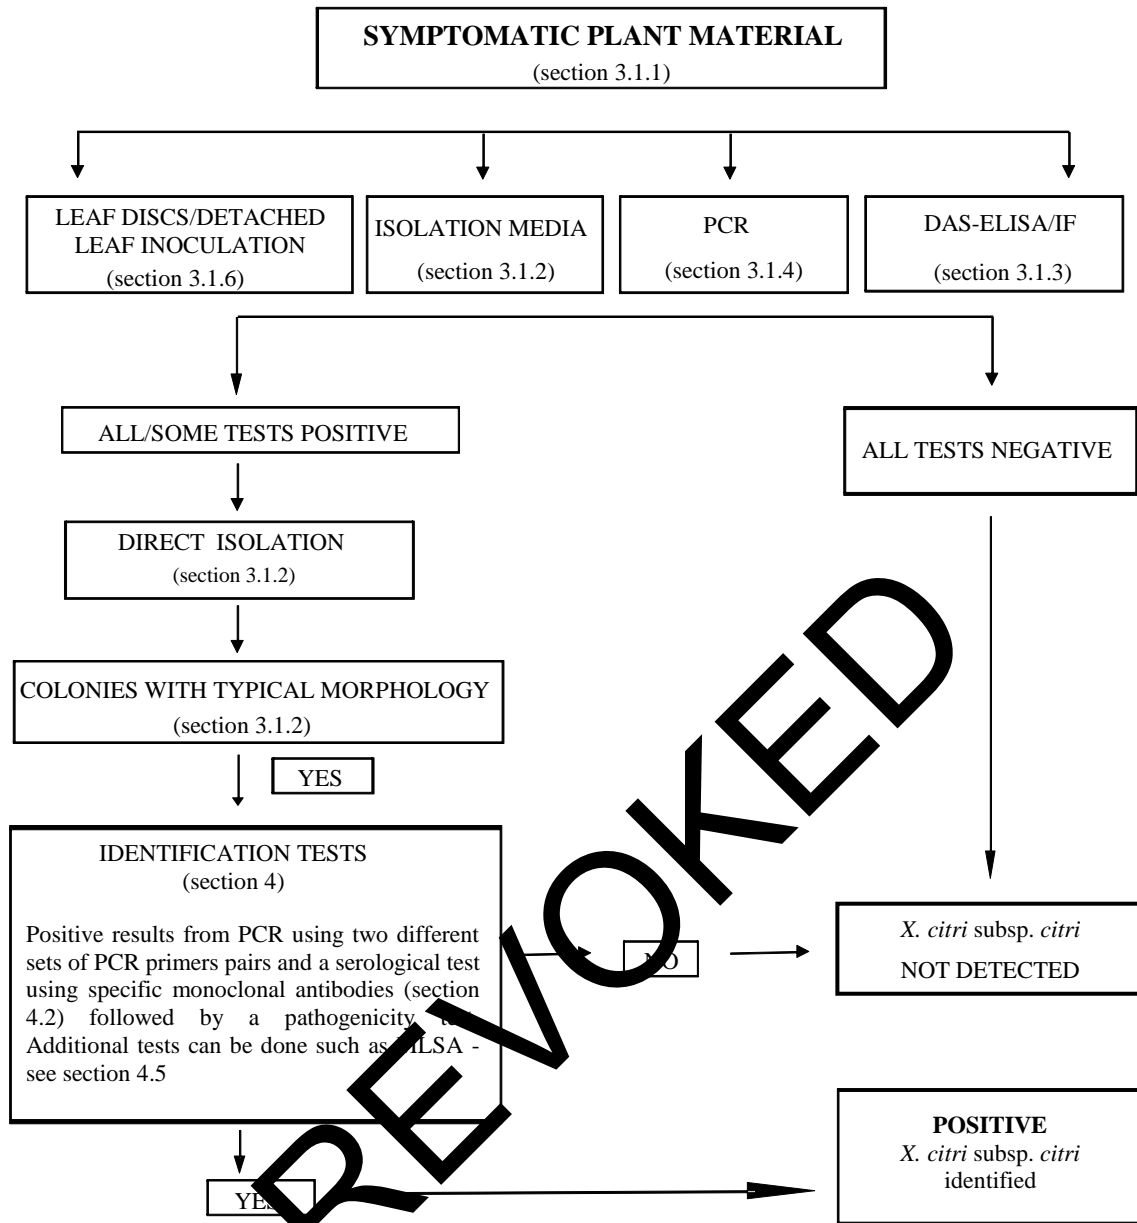 SYMPTOMATIC PLANT MATERIAL
(section 3.1.1)
LEAF DISCS/DETACHED
LEAF INOCULATION
(section 3.1.6)
ISOLATION MEDIA
(section 3.1.2)
PCR
(section 3.1.4)
DAS-ELISA/IF
(section 3.1.3)
ALL/SOME TESTS POSITIVE
ALL TESTS NEGATIVE
DIRECT ISOLATION
(section 3.1.2)
COLONIES WITH TYPICAL MORPHOLOGY
(section 3.1.2)
YES
IDENTIFICATION TESTS
(section 4)
Positive results from PCR using two different
sets of PCR primers pairs and a serological test
using specific monoclonal antibodies (section
4.2) followed by a pathogenicity
Additional tests can be done such as -
see section 4.5
NO
X. citri subsp. citri
NOT DETECTED
YES
POSITIVE
X. citri subsp. citri
identified
REVOKED